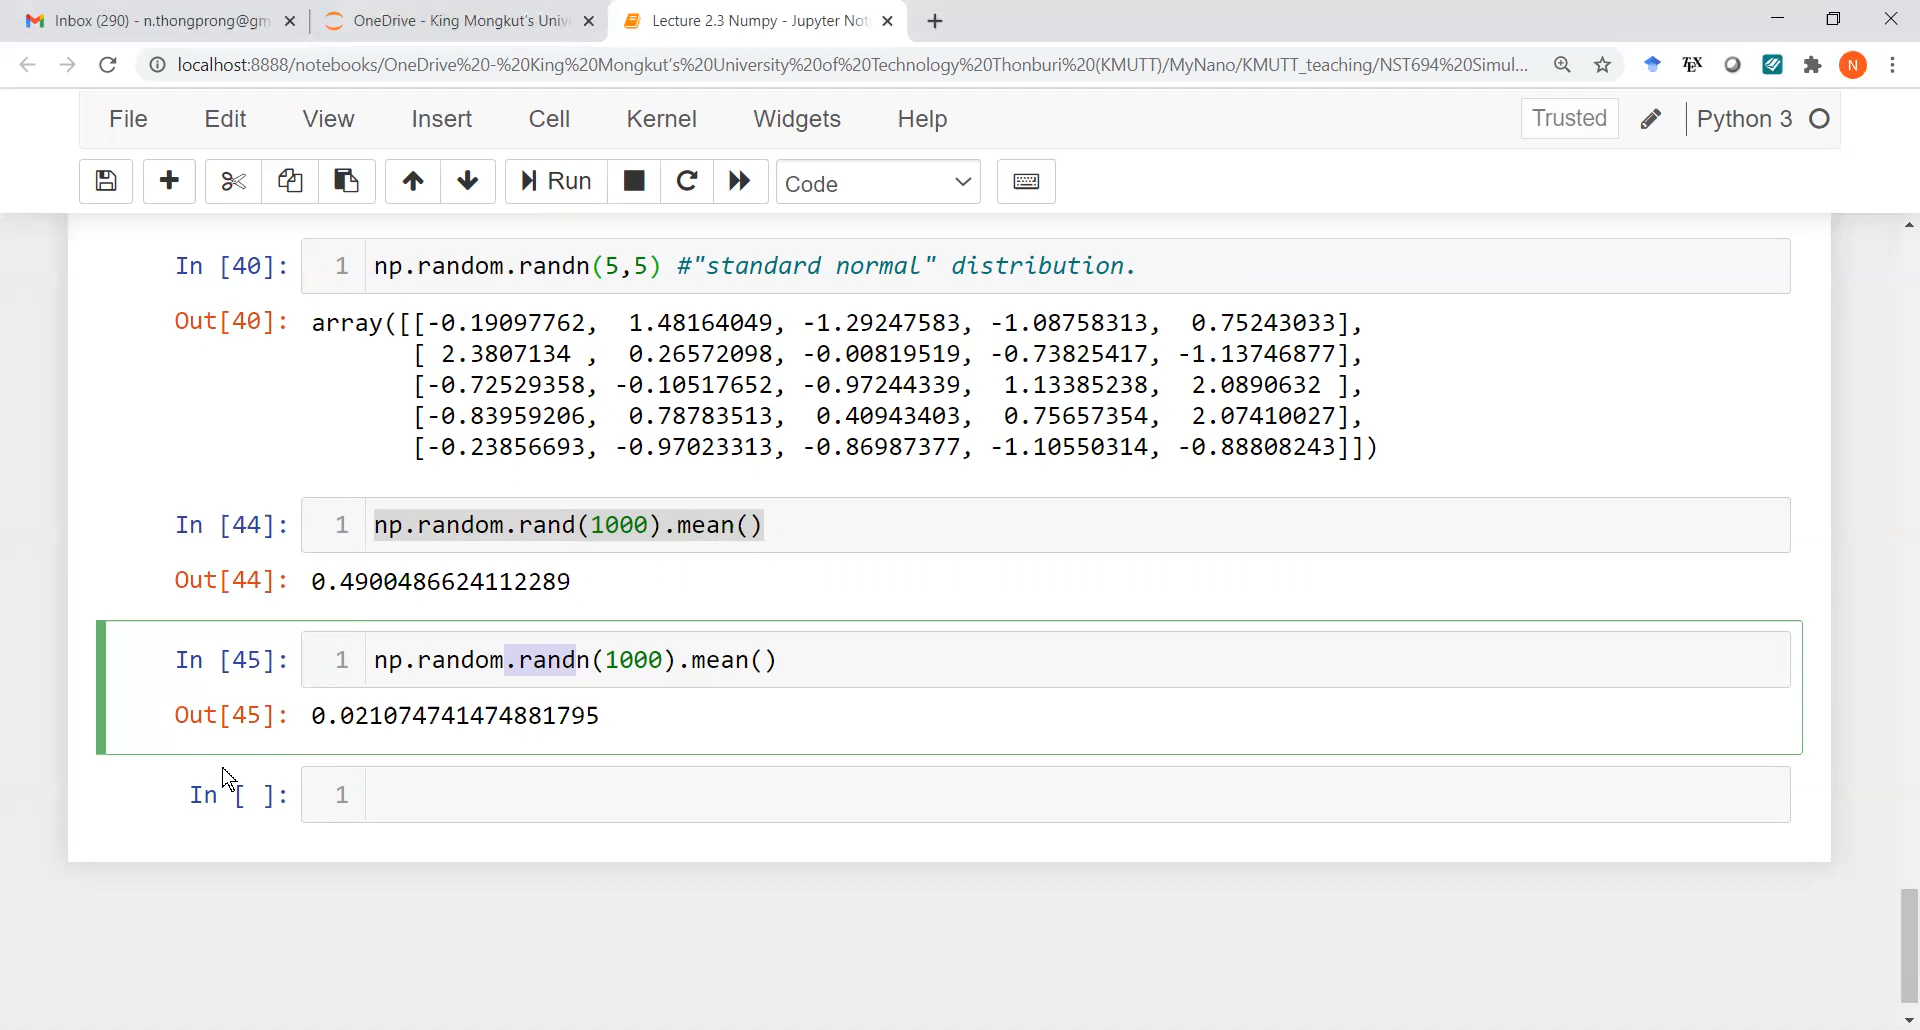 Inbox (290) - n.thongprong@gm
OneDrive - King Mongkut's Univ
Lecture 2.3 Numpy - Jupyter Not
localhost:8888/notebooks/OneDrive%20-%20King%20Mongkut's%20University%20of%20Technology%20Thonburi%20(KMUTT)/MyNano/KMUTT_teaching/NST694%20Simul...
N
File Edit View Insert Cell Kernel Widgets Help Trusted Python 3
Run Code
In [40]: 1 np.random.randn(5,5) #"standard normal" distribution.
Out[40]: array([[-0.19097762, 1.48164049, -1.29247583, -1.08758313, 0.75243033],
[ 2.3807134 , 0.26572098, -0.00819519, -0.73825417, -1.13746877],
[-0.72529358, -0.10517652, -0.97244339, 1.13385238, 2.0890632 ],
[-0.83959206, 0.78783513, 0.40943403, 0.75657354, 2.07410027],
[-0.23856693, -0.97023313, -0.86987377, -1.10550314, -0.88808243]])
In [44]: 1 np.random.rand(1000).mean()
Out[44]: 0.4900486624112289
In [45]: 1 np.random.randn(1000).mean()
Out[45]: 0.021074741474881795
In [ ]: 1